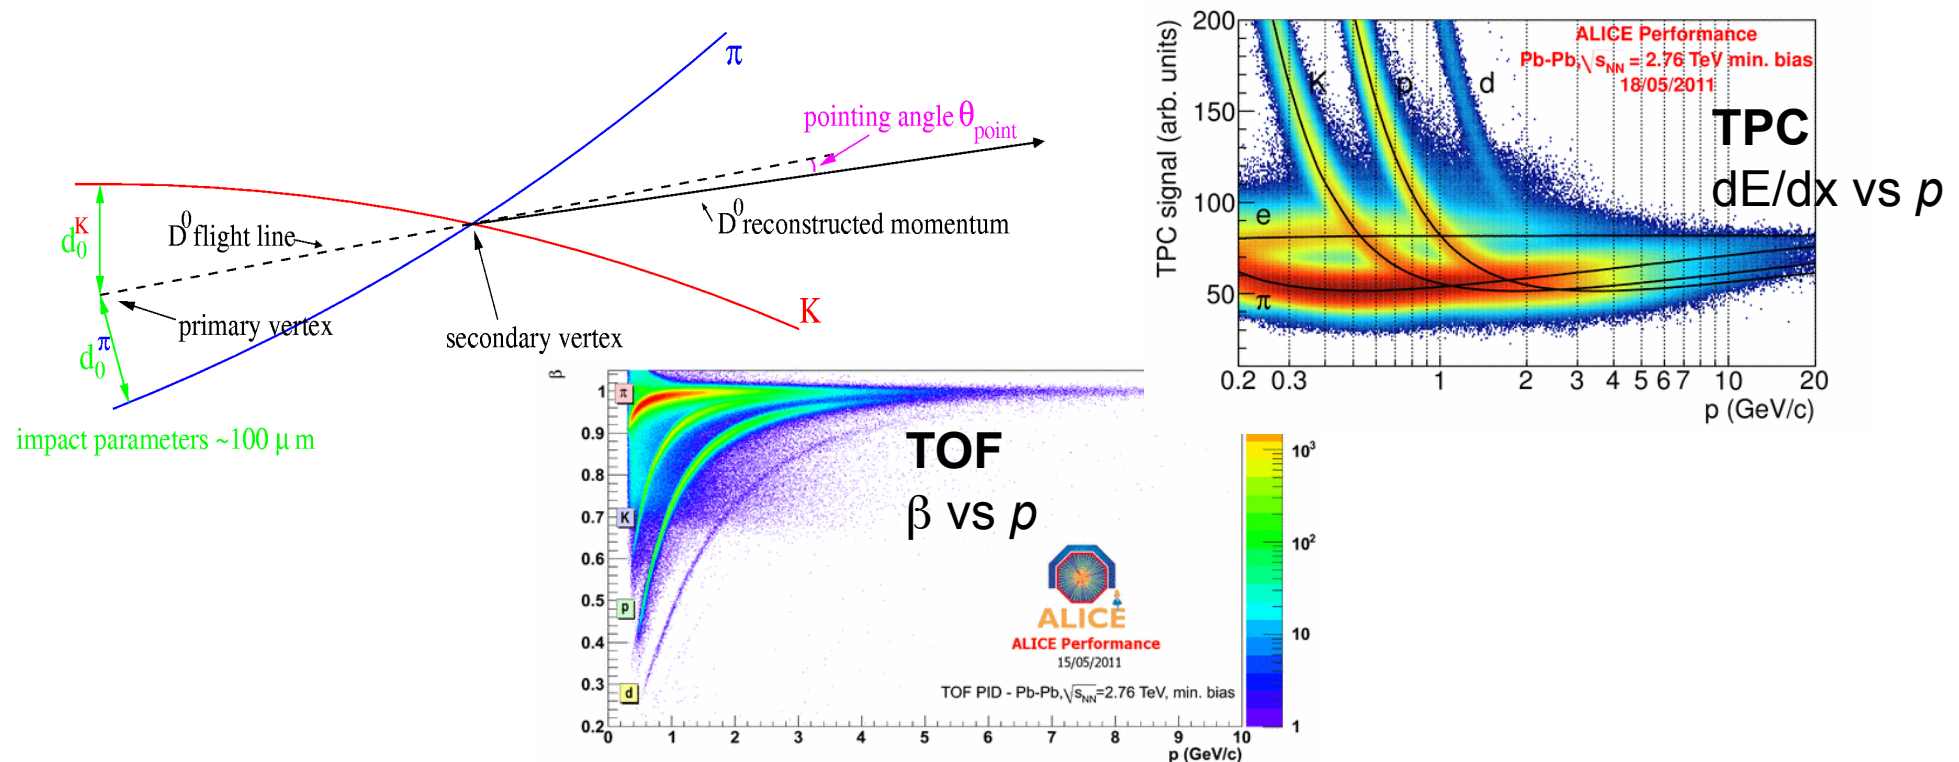 π
pointing angle θpoint
d0K
D0 flight line
D0 reconstructed momentum
primary vertex
secondary vertex
K
d0π
impact parameters ~100 μ m
TPC signal (arb. units)
200
150
100
50
ALICE Performance
Pb-Pb,√sNN = 2.76 TeV min. bias
18/05/2011
K
p
d
e
π
TPC
dE/dx vs p
0.2 0.3 1 2 3 4 5 6 7 10 20
p (GeV/c)
β
1
0.9
0.8
0.7
0.6
0.5
0.4
0.3
0.2
π
K
p
d
TOF
β vs p
ALICE
ALICE Performance
15/05/2011
TOF PID - Pb-Pb,√sNN=2.76 TeV, min. bias
0 1 2 3 4 5 6 7 8 9 10
p (GeV/c)
10³
10²
10
1